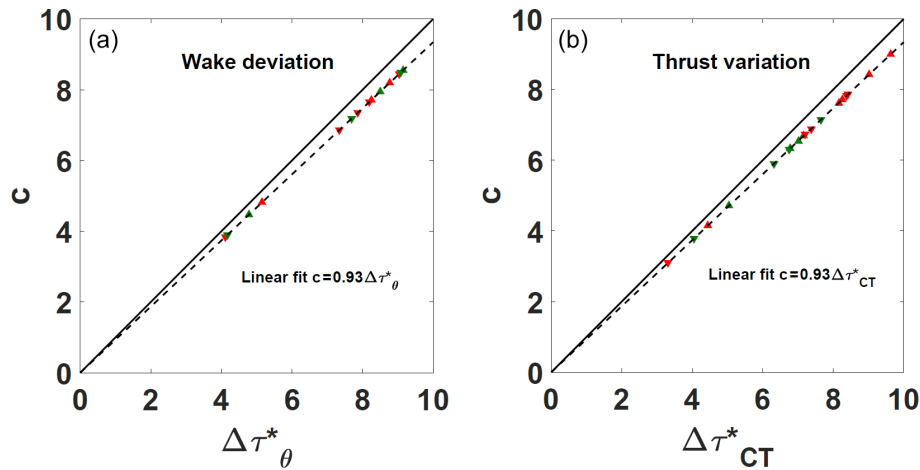 (a)
Wake deviation
10
8
6
4
2
0
c
Linear fit c=0.93Δτ*θ
0 2 4 6 8 10
Δτ*θ
(b)
Thrust variation
10
8
6
4
2
0
c
Linear fit c=0.93Δτ*CT
0 2 4 6 8 10
Δτ*CT